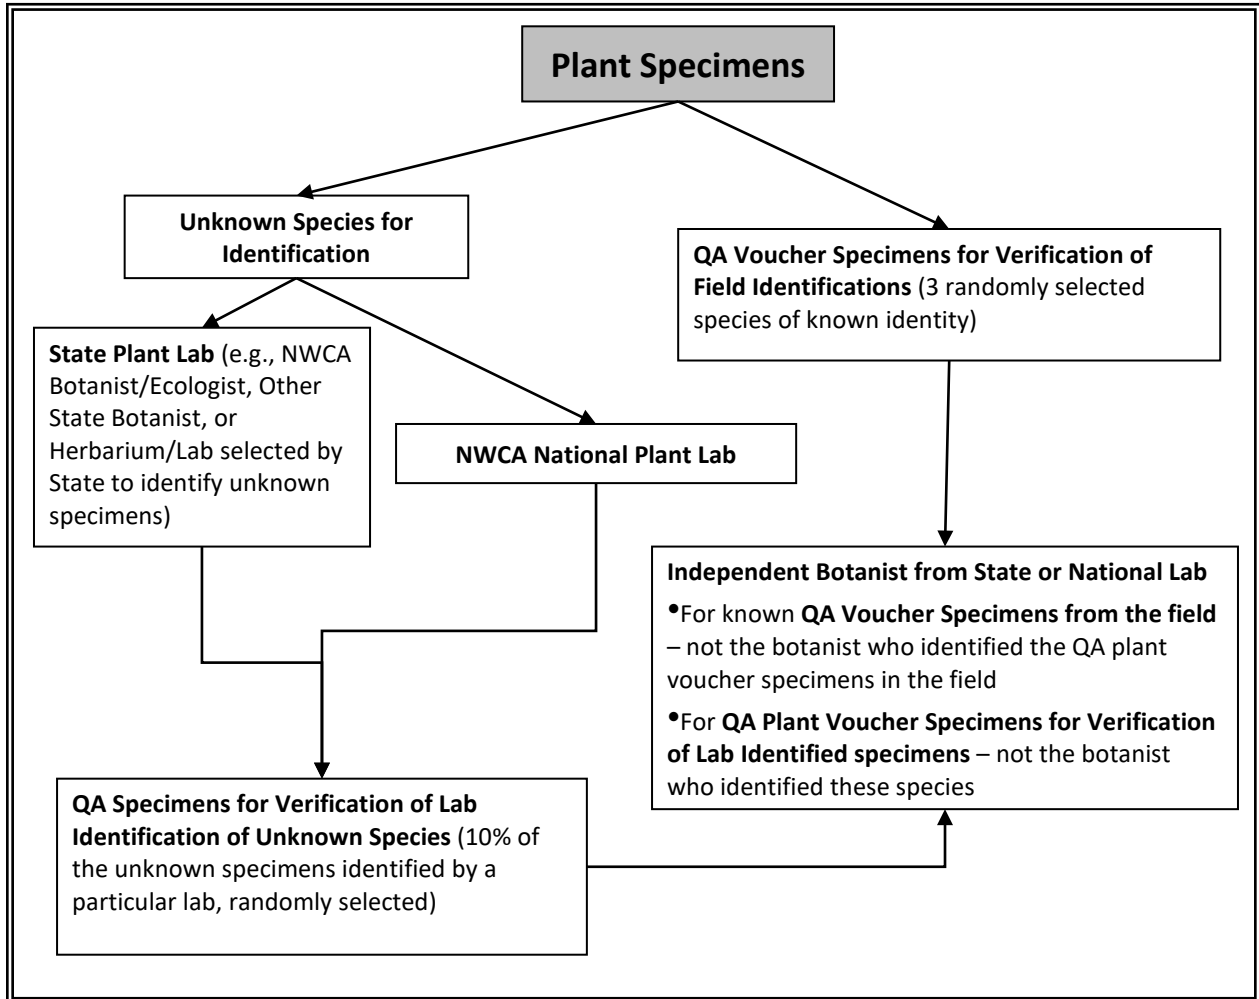 Plant Specimens
Unknown Species for
Identification
QA Voucher Specimens for Verification of
Field Identifications (3 randomly selected
species of known identity)
State Plant Lab (e.g., NWCA
Botanist/Ecologist, Other
State Botanist, or
Herbarium/Lab selected by
State to identify unknown
specimens)
NWCA National Plant Lab
Independent Botanist from State or National Lab
•For known QA Voucher Specimens from the field
– not the botanist who identified the QA plant
voucher specimens in the field
•For QA Plant Voucher Specimens for Verification
of Lab Identified specimens – not the botanist
who identified these species
QA Specimens for Verification of Lab
Identification of Unknown Species (10% of
the unknown specimens identified by a
particular lab, randomly selected)